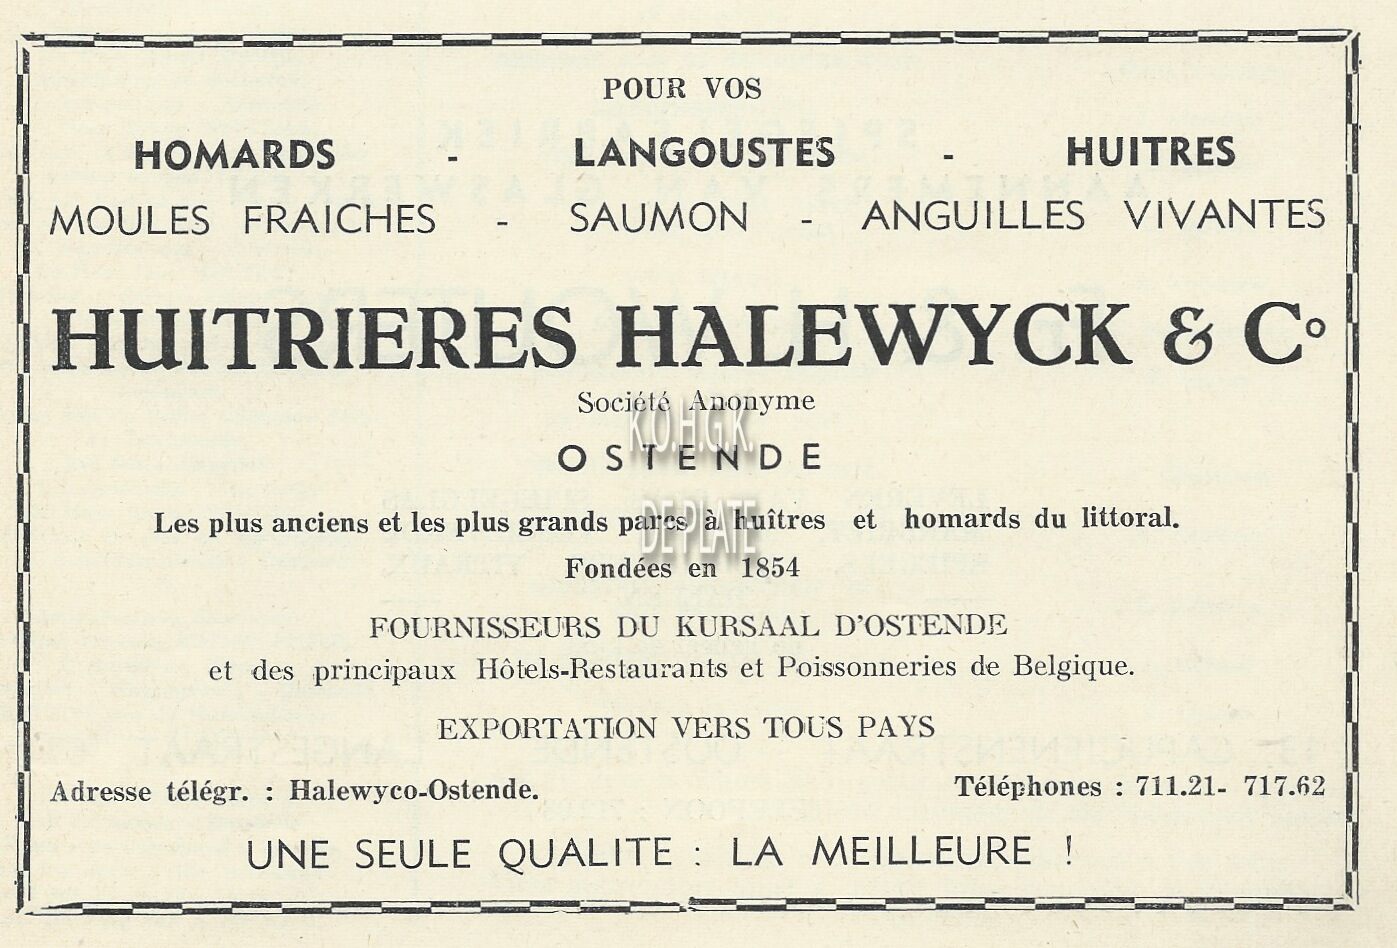 POUR VOS
HOMARDS - LANGOUSTES - HUITRES
MOULES FRAICHES - SAUMON - ANGUILLES VIVANTES
HUITRIERES HALEWYCK & Cº
Société Anonyme
K.O.H.G.K.
OSTENDE
DE PLATE
Les plus anciens et les plus grands parcs à huîtres et homards du littoral.
Fondées en 1854
FOURNISSEURS DU KURSAAL D'OSTENDE
et des principaux Hôtels-Restaurants et Poissonneries de Belgique.
EXPORTATION VERS TOUS PAYS
Adresse télégr. : Halewyco-Ostende. Téléphones : 711.21- 717.62
UNE SEULE QUALITE : LA MEILLEURE !